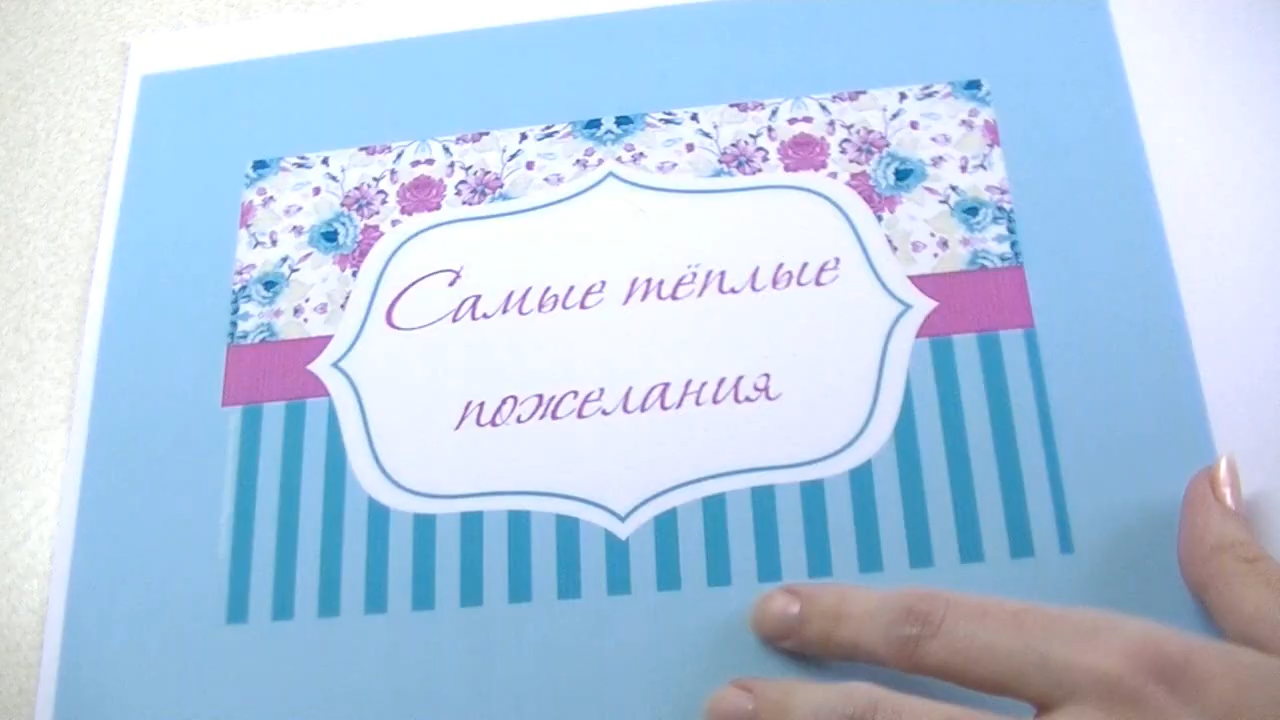 Самые тёплые
пожелания